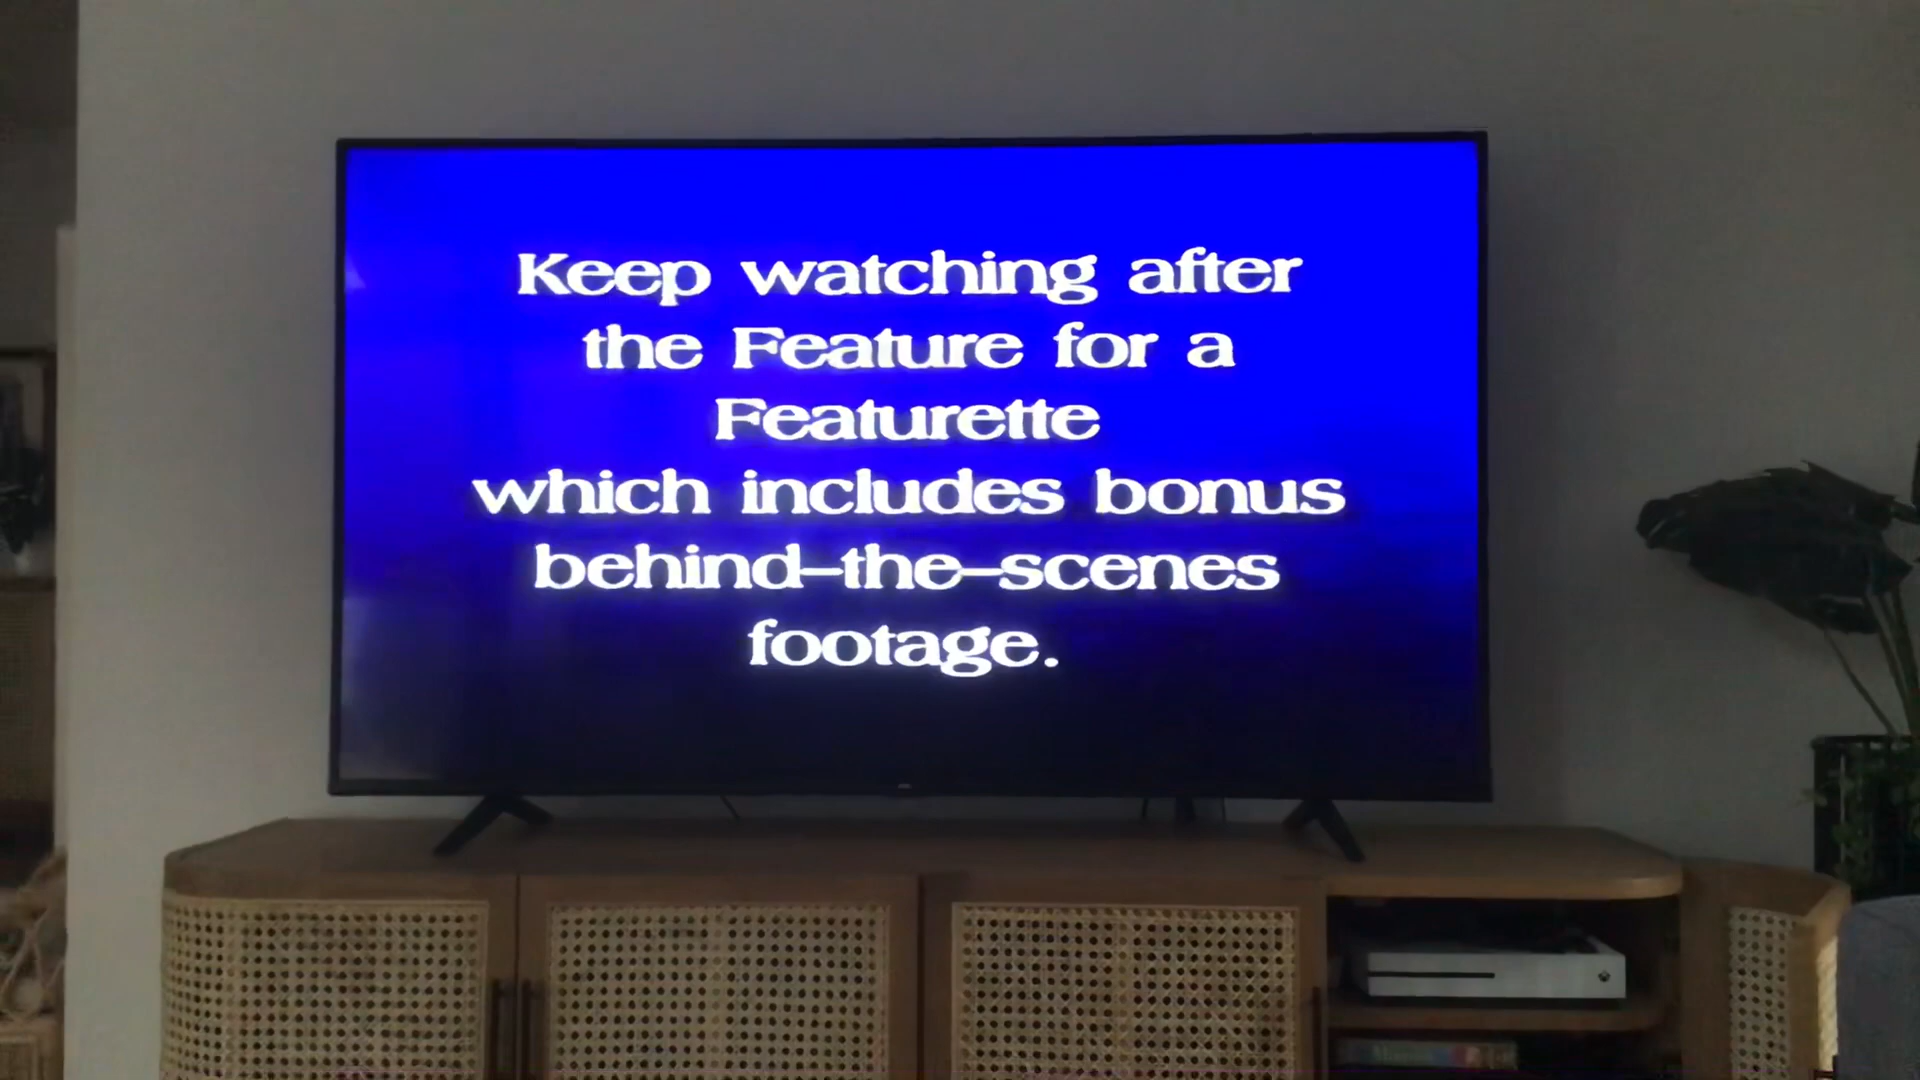 Keep watching after
the Feature for a
Featurette
which includes bonus
behind-the-scenes
footage.